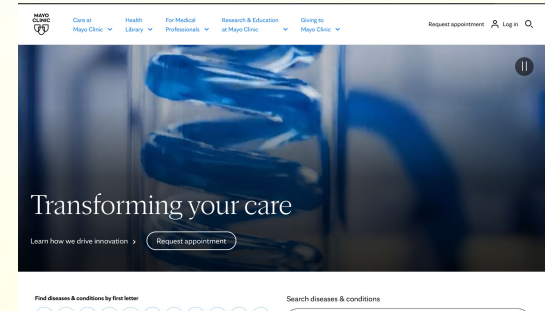 MAYO
CLINIC
Care at
Mayo Clinic
Health
Library
For Medical
Professionals
Research & Education
at Mayo Clinic
Giving to
Mayo Clinic
Request appointment
Log in
Transforming your care
Learn how we drive innovation
Request appointment
Find diseases & conditions by first letter
Search diseases & conditions